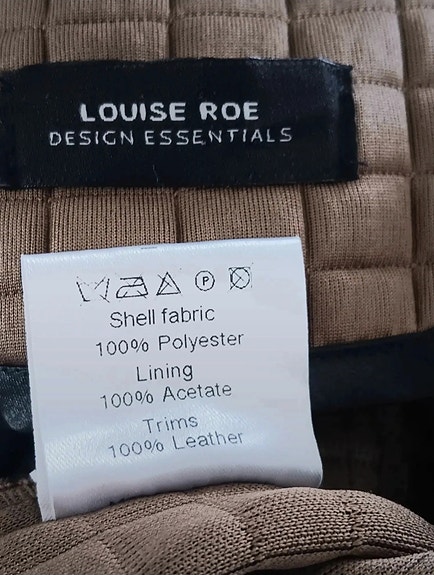 LOUISE ROE
DESIGN ESSENTIALS
P
Shell fabric
100% Polyester
Lining
100% Acetate
Trims
100% Leather